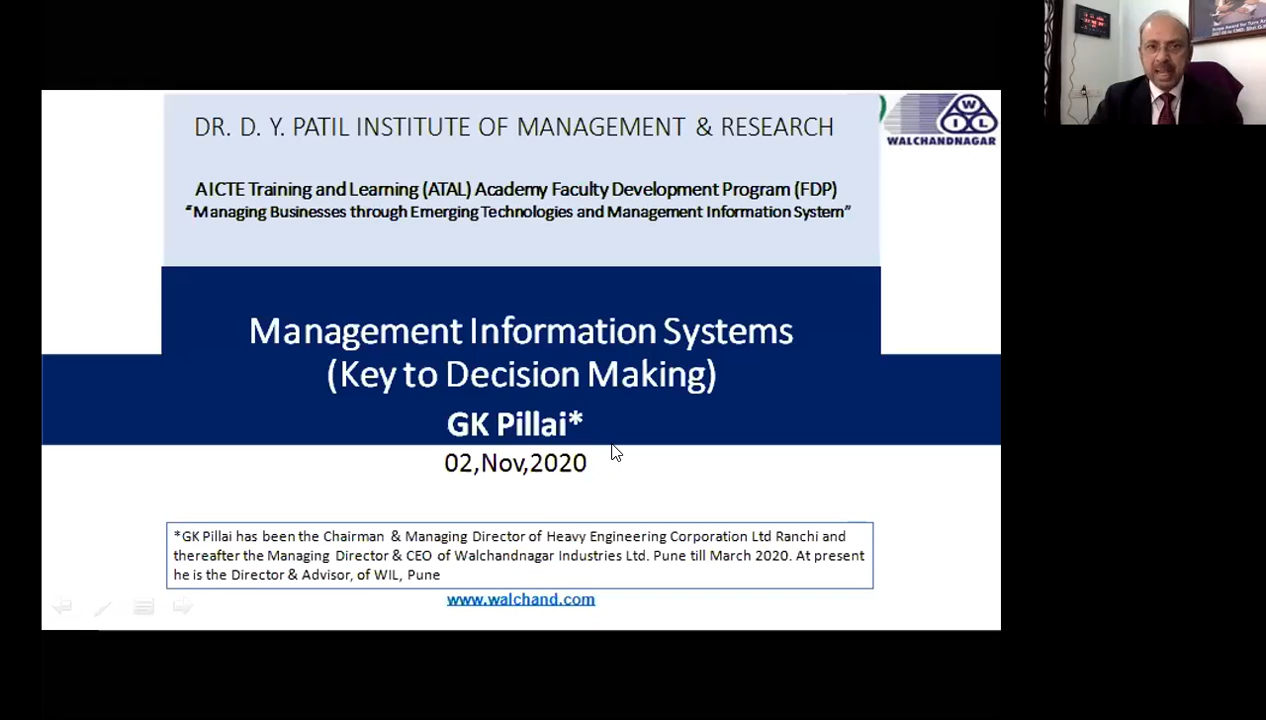 DR. D. Y. PATIL INSTITUTE OF MANAGEMENT & RESEARCH
WIL
WALCHANDNAGAR
AICTE Training and Learning (ATAL) Academy Faculty Development Program (FDP)
“Managing Businesses through Emerging Technologies and Management Information System”
Management Information Systems
(Key to Decision Making)
GK Pillai*
02,Nov,2020
*GK Pillai has been the Chairman & Managing Director of Heavy Engineering Corporation Ltd Ranchi and
thereafter the Managing Director & CEO of Walchandnagar Industries Ltd. Pune till March 2020. At present
he is the Director & Advisor, of WIL, Pune
www.walchand.com